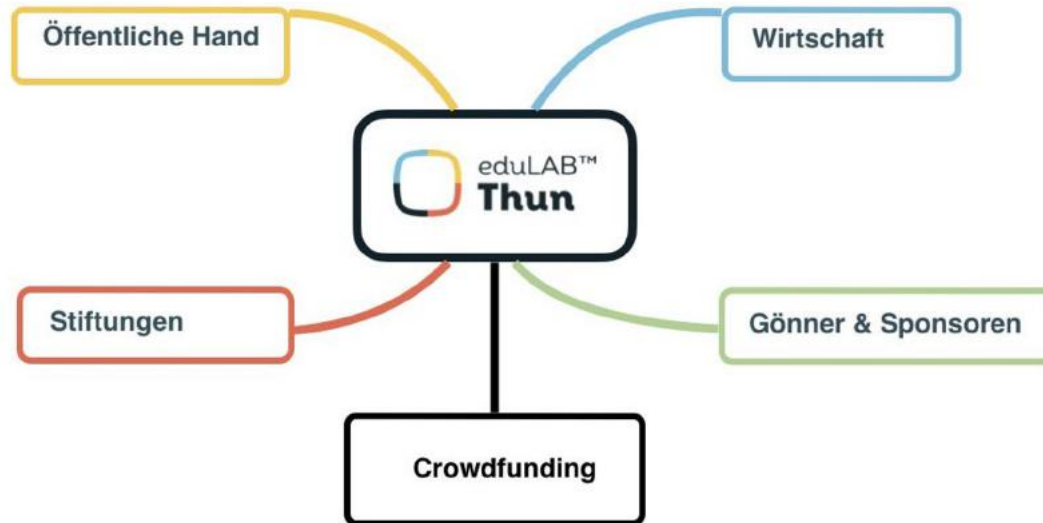 Öffentliche Hand
Wirtschaft
eduLAB™
Thun
Stiftungen
Gönner & Sponsoren
Crowdfunding